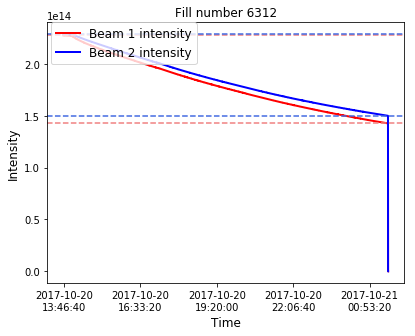 Fill number 6312
1e14
Beam 1 intensity
Beam 2 intensity
2.0
1.5
1.0
0.5
0.0
Intensity
2017-10-20 2017-10-20 2017-10-20 2017-10-20 2017-10-21
13:46:40 16:33:20 19:20:00 22:06:40 00:53:20
Time